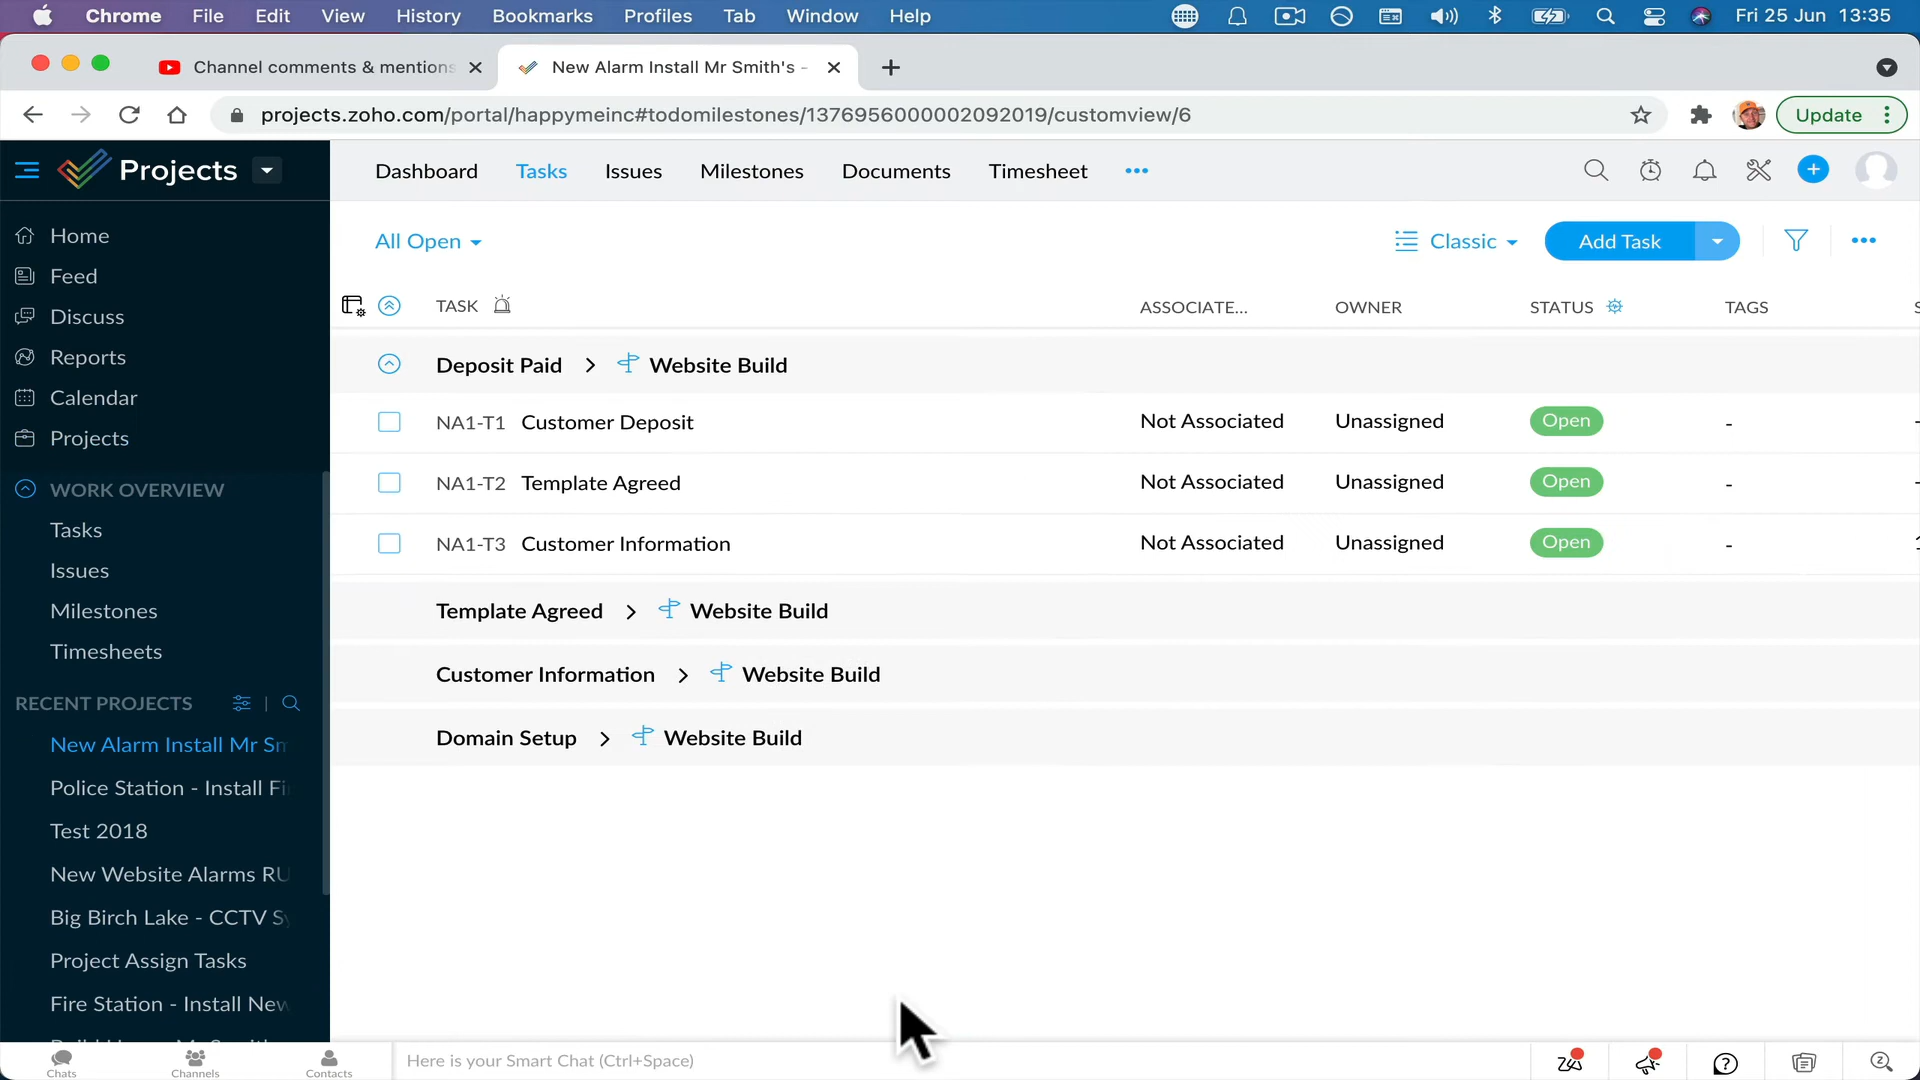 Chrome File Edit View History Bookmarks Profiles Tab Window Help Fri 25 Jun 13:35
Channel comments & mentions New Alarm Install Mr Smith's -
projects.zoho.com/portal/happymeinc#todomilestones/1376956000002092019/customview/6 Update
Projects Dashboard Tasks Issues Milestones Documents Timesheet
Home
Feed
Discuss
Reports
Calendar
Projects
WORK OVERVIEW
Tasks
Issues
Milestones
Timesheets
RECENT PROJECTS
New Alarm Install Mr Sm
Police Station - Install Fi
Test 2018
New Website Alarms RU
Big Birch Lake - CCTV Sy
Project Assign Tasks
Fire Station - Install New
All Open Classic Add Task
TASK ASSOCIATE... OWNER STATUS TAGS
Deposit Paid > Website Build
NA1-T1 Customer Deposit Not Associated Unassigned Open -
NA1-T2 Template Agreed Not Associated Unassigned Open -
NA1-T3 Customer Information Not Associated Unassigned Open -
Template Agreed > Website Build
Customer Information > Website Build
Domain Setup > Website Build
Chats Channels Contacts Here is your Smart Chat (Ctrl+Space)